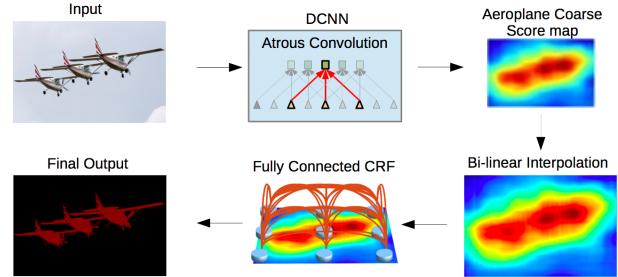 Input
DCNN
Atrous Convolution
Aeroplane Coarse
Score map
Final Output
Fully Connected CRF
Bi-linear Interpolation